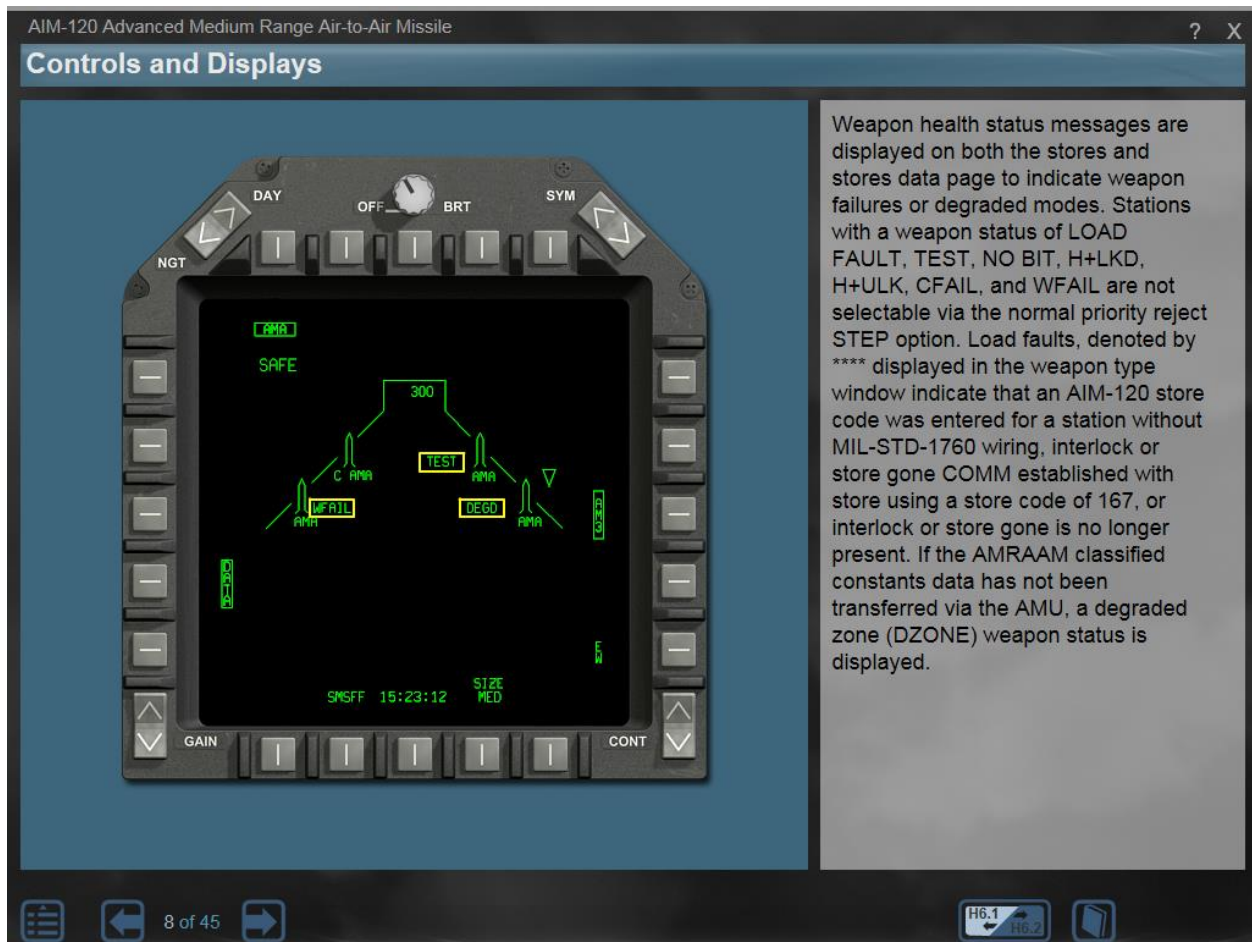 AIM-120 Advanced Medium Range Air-to-Air Missile
? X
Controls and Displays
DAY
OFF
BRT
SYM
NGT
AMA
SAFE
300
TEST
C AMA
AMA
WFAIL
DEGD
AMA
AMA
AM3
DATA
EW
SIZE
SMSFF 15:23:12 MED
GAIN
CONT
Weapon health status messages are
displayed on both the stores and
stores data page to indicate weapon
failures or degraded modes. Stations
with a weapon status of LOAD
FAULT, TEST, NO BIT, H+LKD,
H+ULK, CFAIL, and WFAIL are not
selectable via the normal priority reject
STEP option. Load faults, denoted by
**** displayed in the weapon type
window indicate that an AIM-120 store
code was entered for a station without
MIL-STD-1760 wiring, interlock or
store gone COMM established with
store using a store code of 167, or
interlock or store gone is no longer
present. If the AMRAAM classified
constants data has not been
transferred via the AMU, a degraded
zone (DZONE) weapon status is
displayed.
8 of 45
H6.1
H6.2